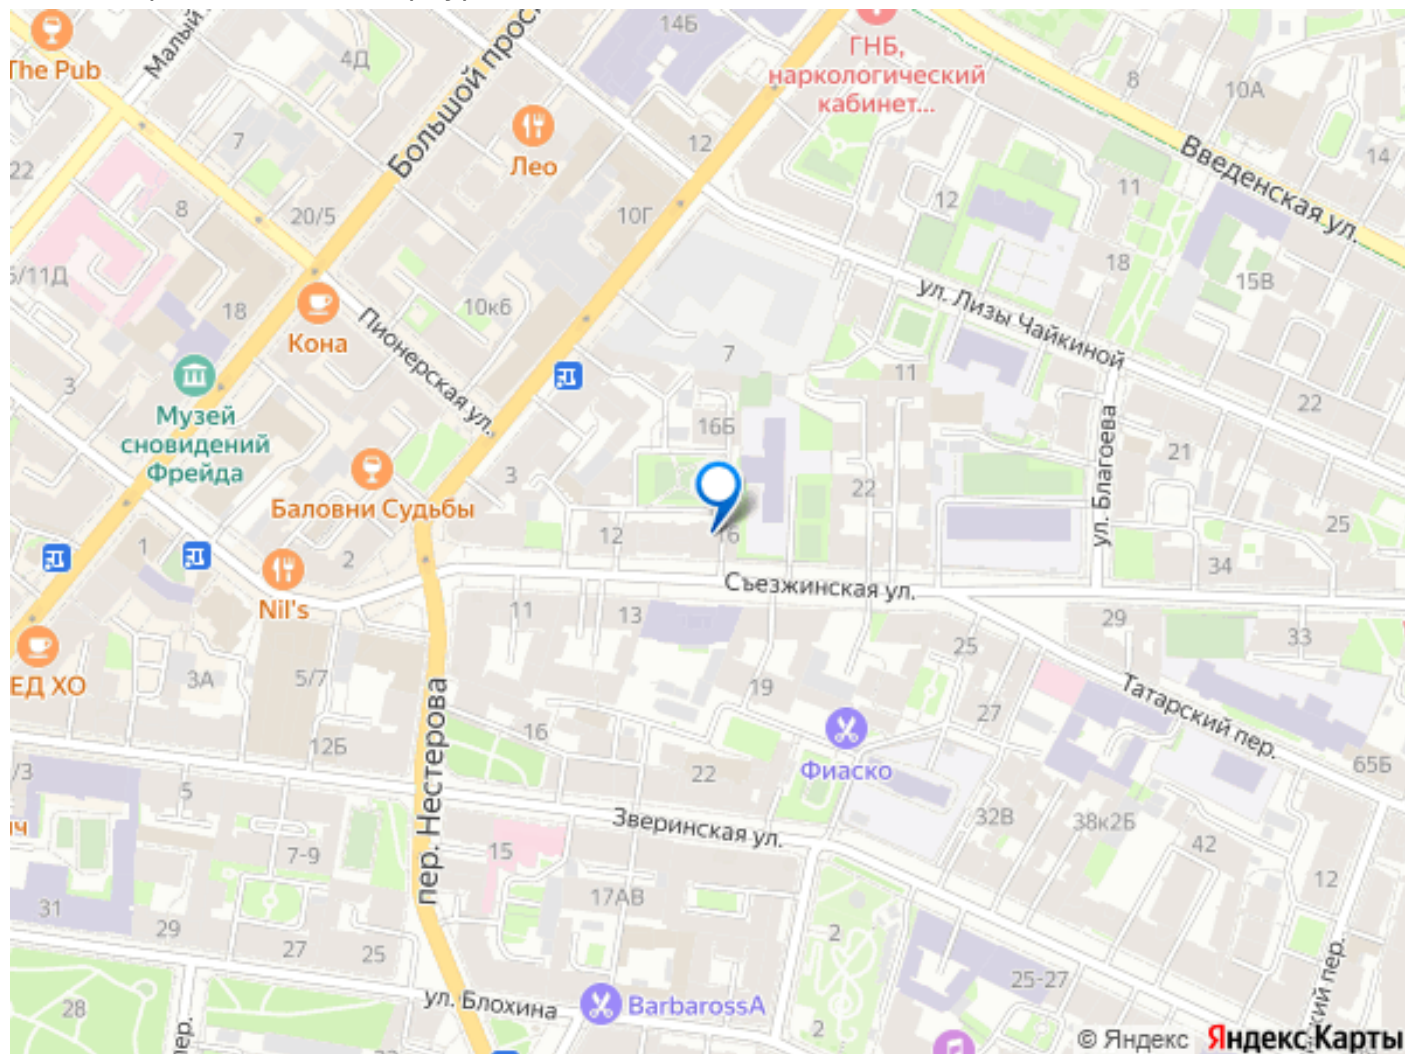 Малый
4Д
Большой прос
14Б
ГНБ,
наркологический
кабинет...
8
10А
The Pub
7
Лео
12
Введенская ул.
14
22
8
20/5
10Г
12
11
18
15В
5/11Д
18
Кона
10к6
Пионерская ул.
ул. Лизы Чайкиной
7
11
22
3
Музей
сновидений
Фрейда
16Б
ул. Благоева
21
3
22
25
Баловни Судьбы
12
16
1
2
34
Nil's
Съезжинская ул.
11
13
29
33
25
ЕД ХО
3А
5/7
19
27
Татарский пер.
пер. Нестерова
12Б
16
22
Фиаско
65Б
/3
5
Зверинская ул.
32В
38к2Б
42
ич
7-9
15
17АВ
12
31
29
27
25
2
25-27
28
ул. Блохина
BarbarossA
2
пер.
ский пер.
© Яндекс Яндекс Карты